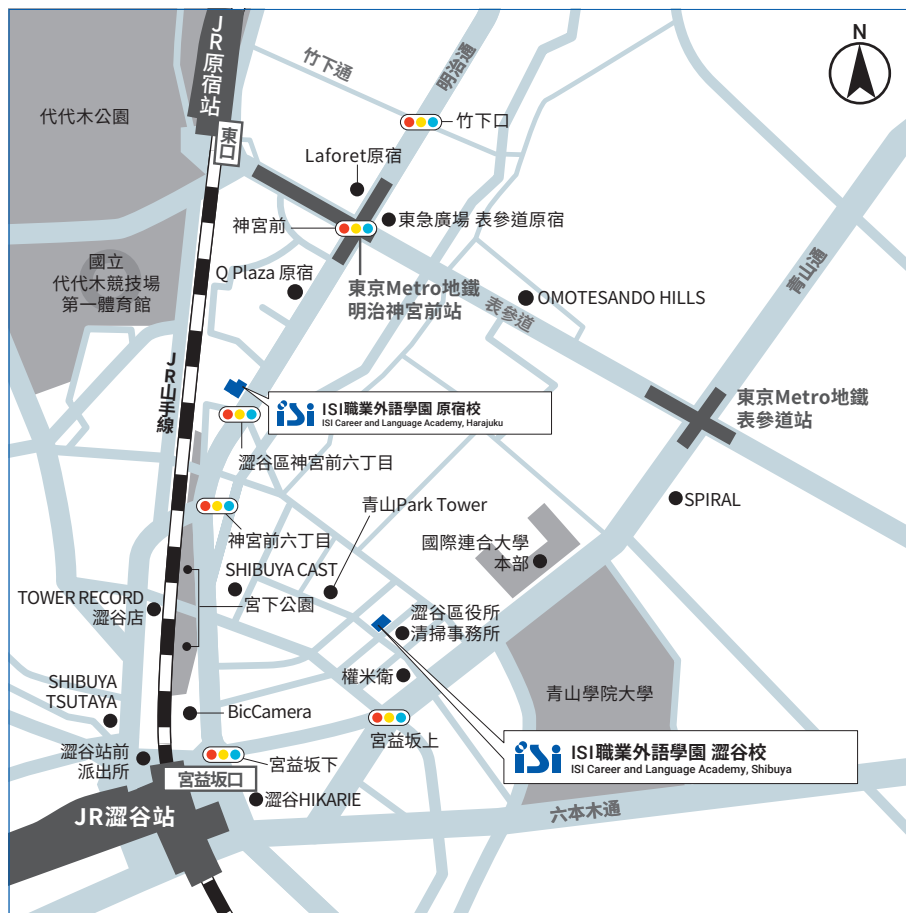 N
JR原宿站
東口
代代木公園
竹下通
明治通
竹下口
Laforet原宿
神宮前
東急廣場 表參道原宿
國立
代代木競技場
第一體育館
Q Plaza 原宿
東京Metro地鐵
明治神宮前站
OMOTESANDO HILLS
表參道
青山通
JR山手線
iSi
ISI職業外語學園 原宿校
ISI Career and Language Academy, Harajuku
東京Metro地鐵
表參道站
澀谷區神宮前六丁目
SPIRAL
青山Park Tower
神宮前六丁目
國際連合大學
本部
SHIBUYA CAST
宮下公園
TOWER RECORD
澀谷店
澀谷區役所
清掃事務所
權米衛
青山學院大學
SHIBUYA
TSUTAYA
BicCamera
宮益坂上
澀谷站前
派出所
宮益坂下
宮益坂口
iSi
ISI職業外語學園 澀谷校
ISI Career and Language Academy, Shibuya
澀谷HIKARIE
JR澀谷站
六本木通